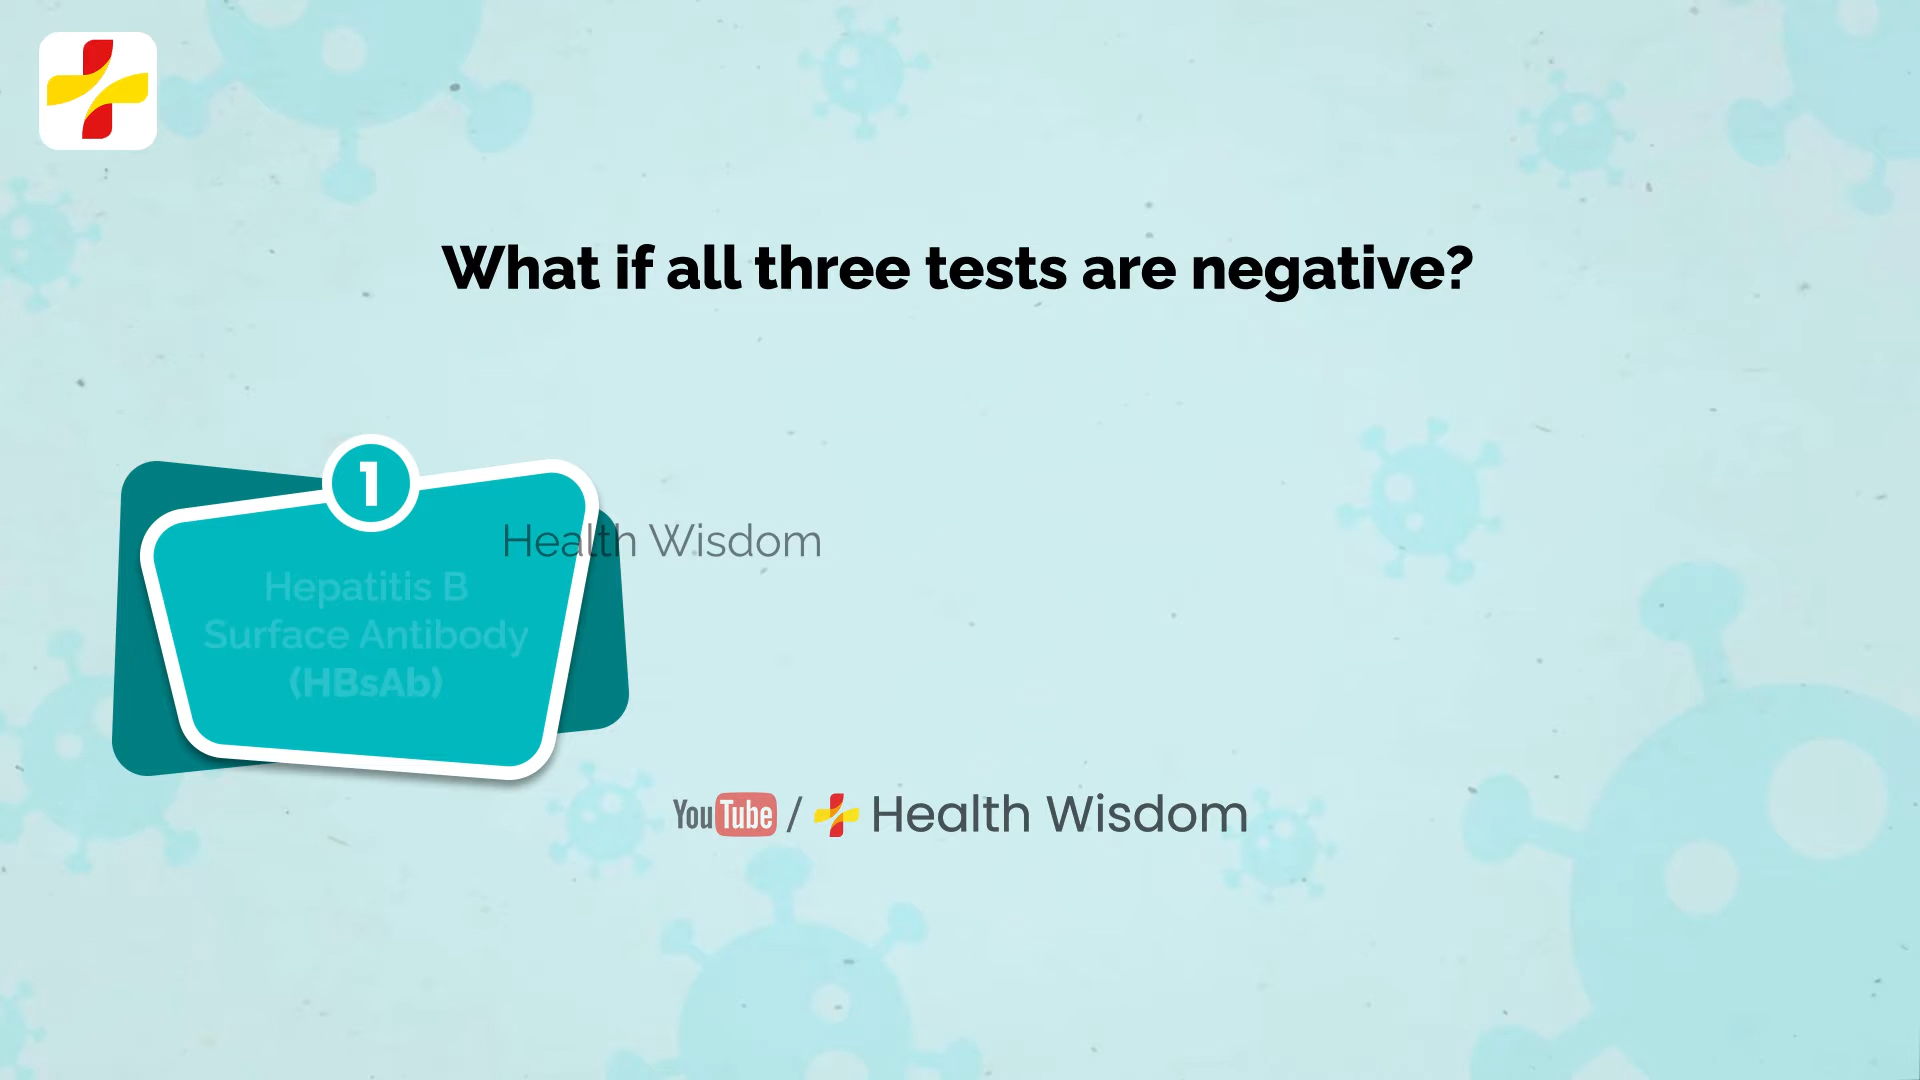 What if all three tests are negative?
1
Health Wisdom
Hepatitis B
Surface Antibody
(HBsAb)
YouTube / Health Wisdom